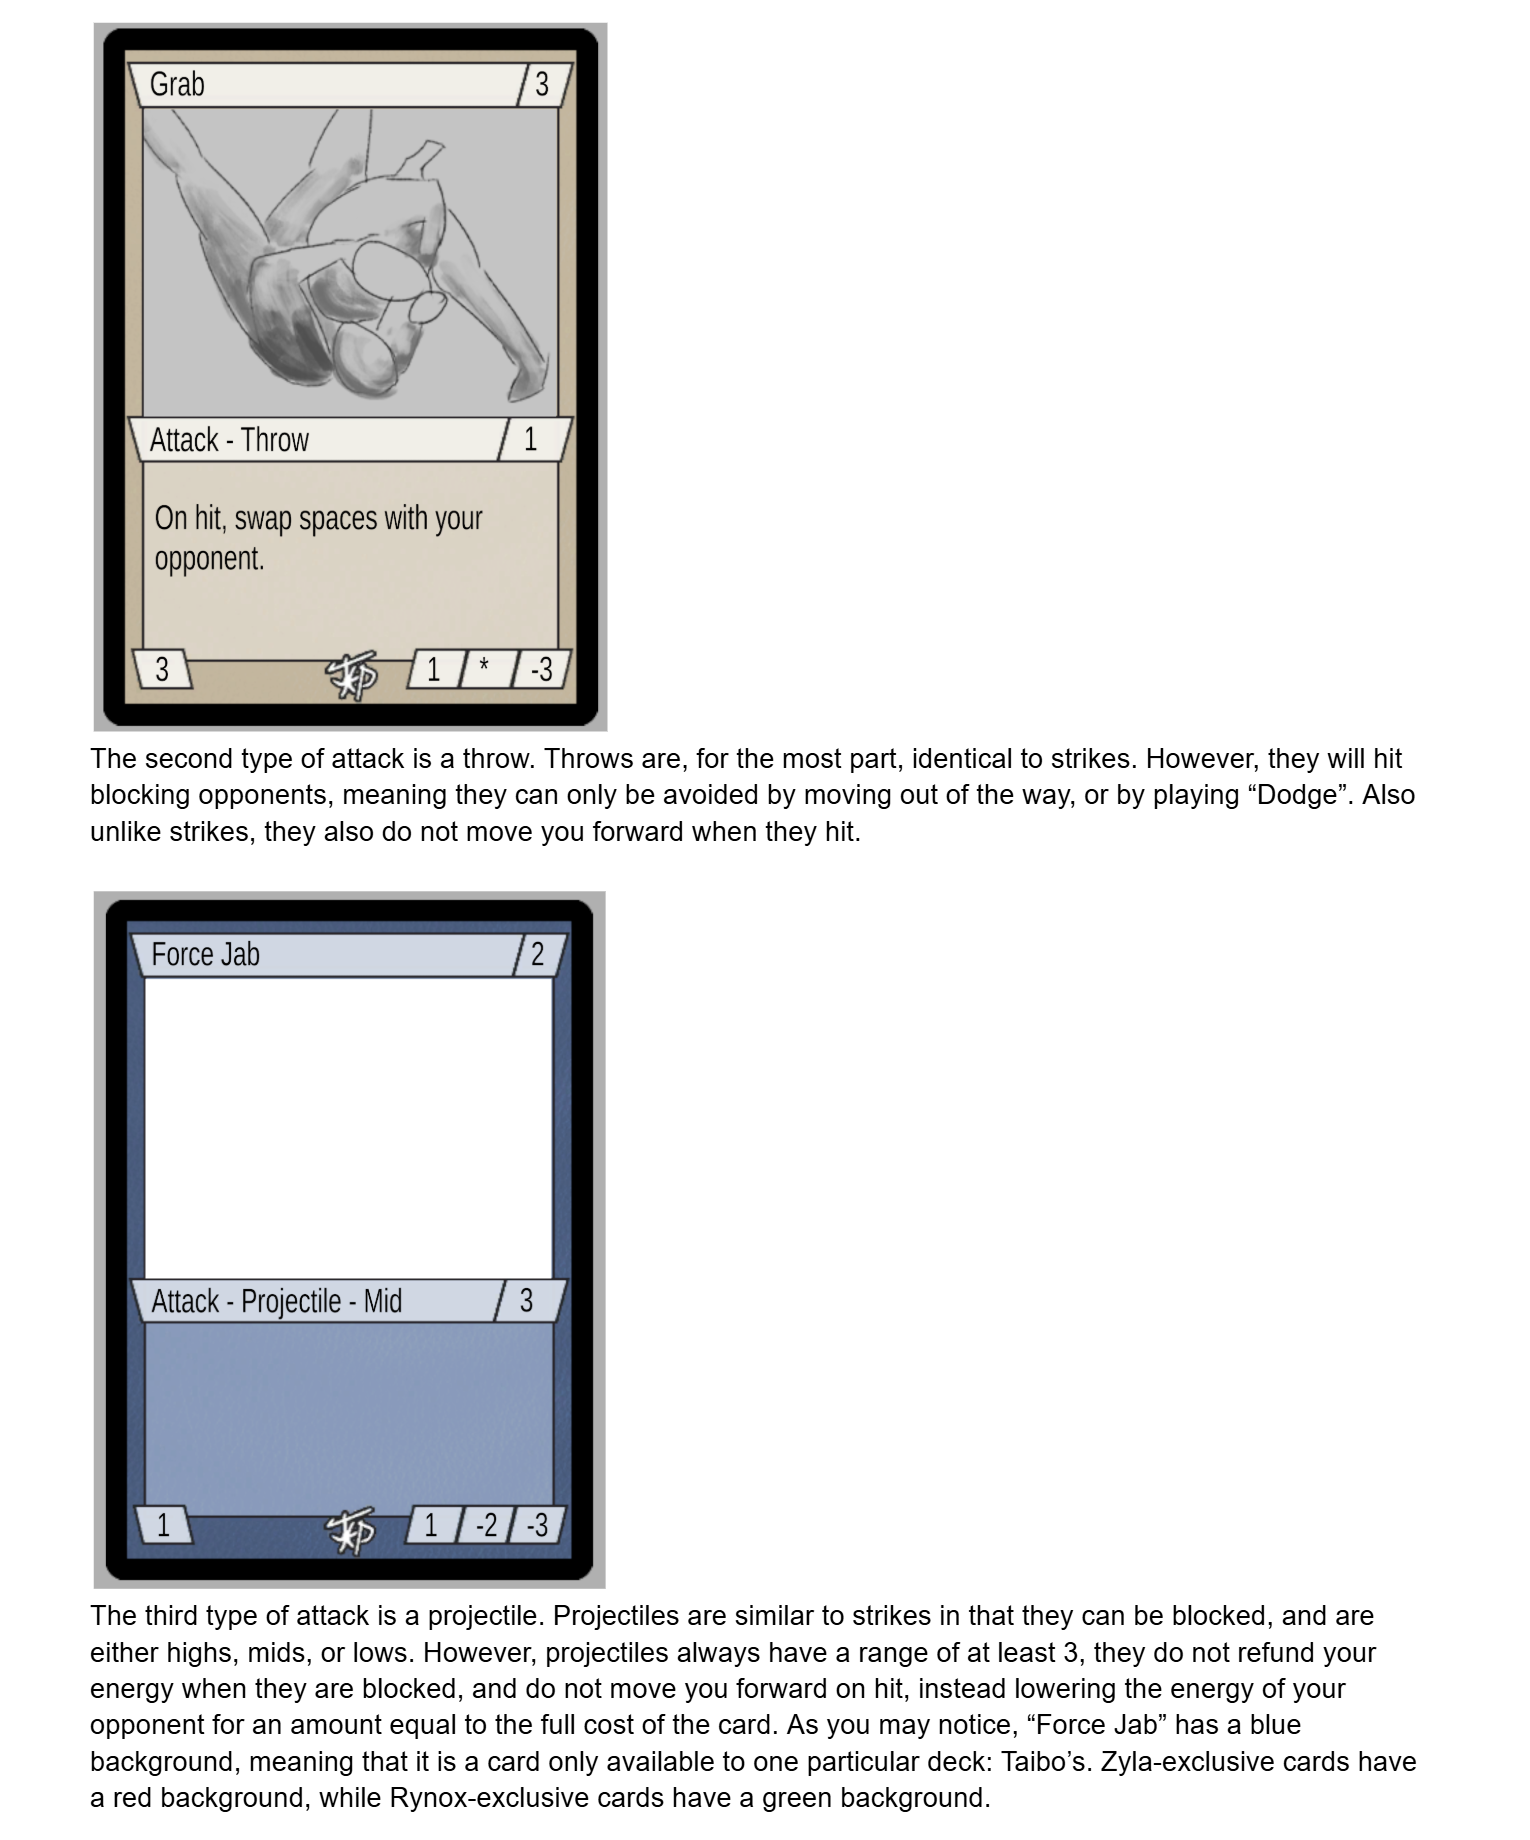 Grab 3
Attack - Throw 1
On hit, swap spaces with your
opponent.
3 1 * -3
The second type of attack is a throw. Throws are, for the most part, identical to strikes. However, they will hit
blocking opponents, meaning they can only be avoided by moving out of the way, or by playing “Dodge”. Also
unlike strikes, they also do not move you forward when they hit.
Force Jab 2
Attack - Projectile - Mid 3
1 1 -2 -3
The third type of attack is a projectile. Projectiles are similar to strikes in that they can be blocked, and are
either highs, mids, or lows. However, projectiles always have a range of at least 3, they do not refund your
energy when they are blocked, and do not move you forward on hit, instead lowering the energy of your
opponent for an amount equal to the full cost of the card. As you may notice, “Force Jab” has a blue
background, meaning that it is a card only available to one particular deck: Taibo’s. Zyla-exclusive cards have
a red background, while Rynox-exclusive cards have a green background.